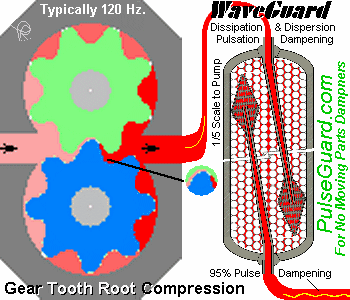 Typically 120 Hz.
WaveGuard
Dissipation & Dispersion
Pulsation Dampening
1/5 Scale to Pump
PulseGuard.com
For No Moving Parts Dampners
95% Pulse Dampening
Gear Tooth Root Compression